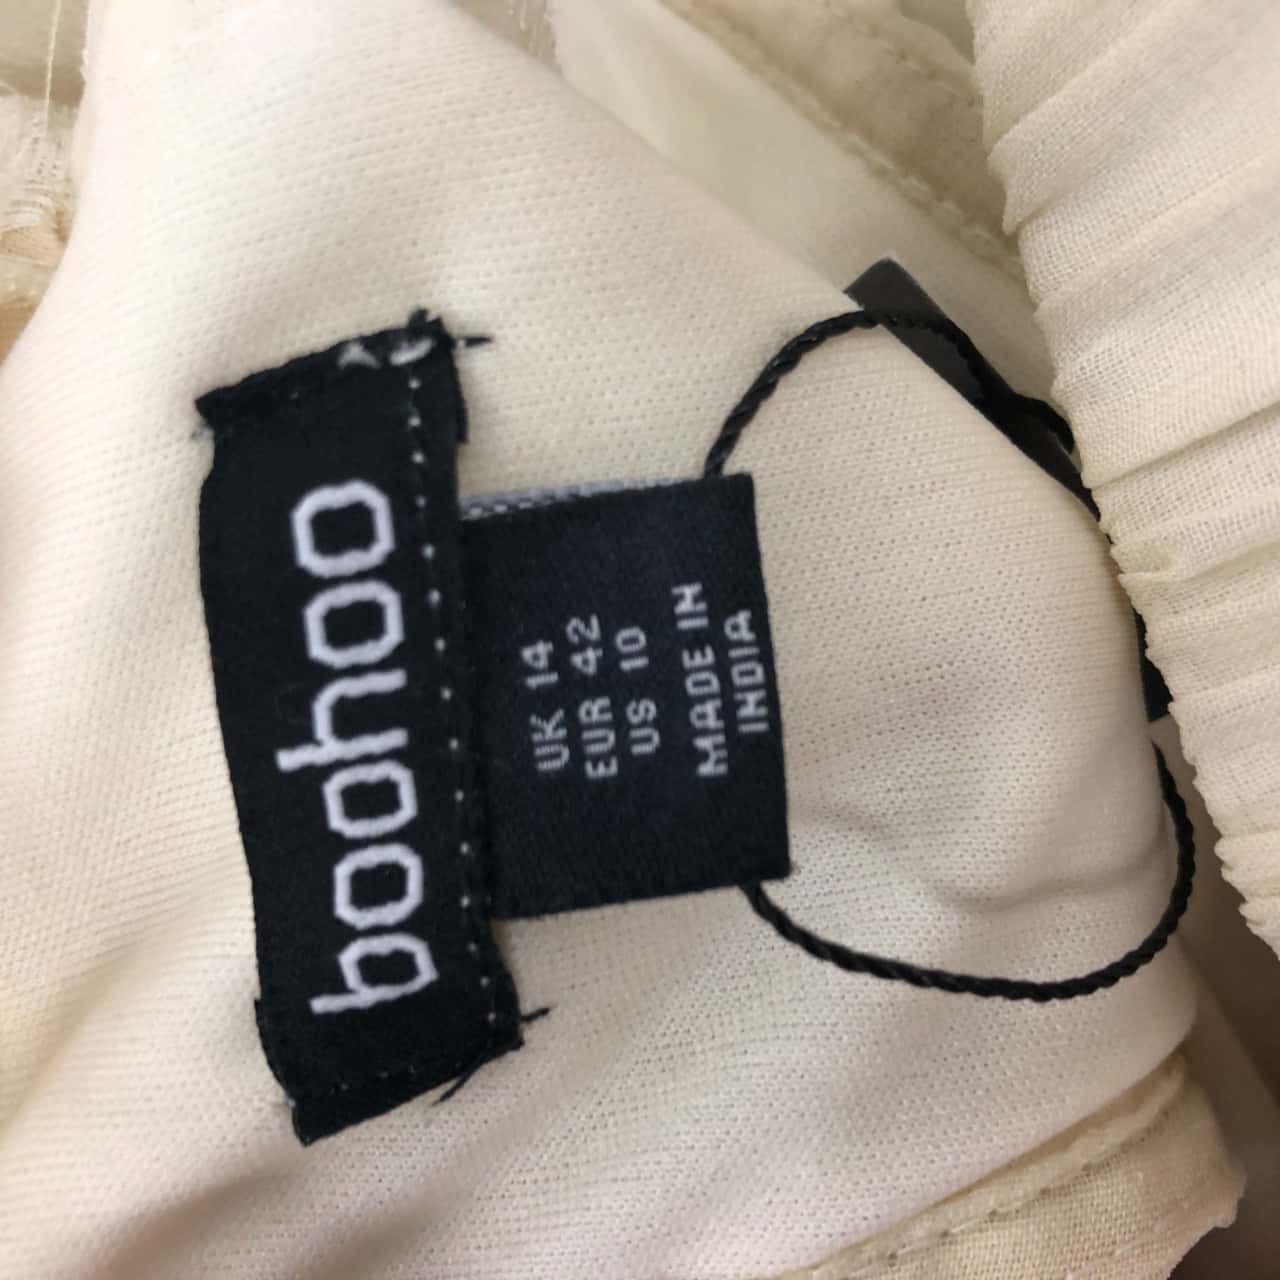 boohoo
UK 14
EUR 42
US 10
MADE IN
INDIA